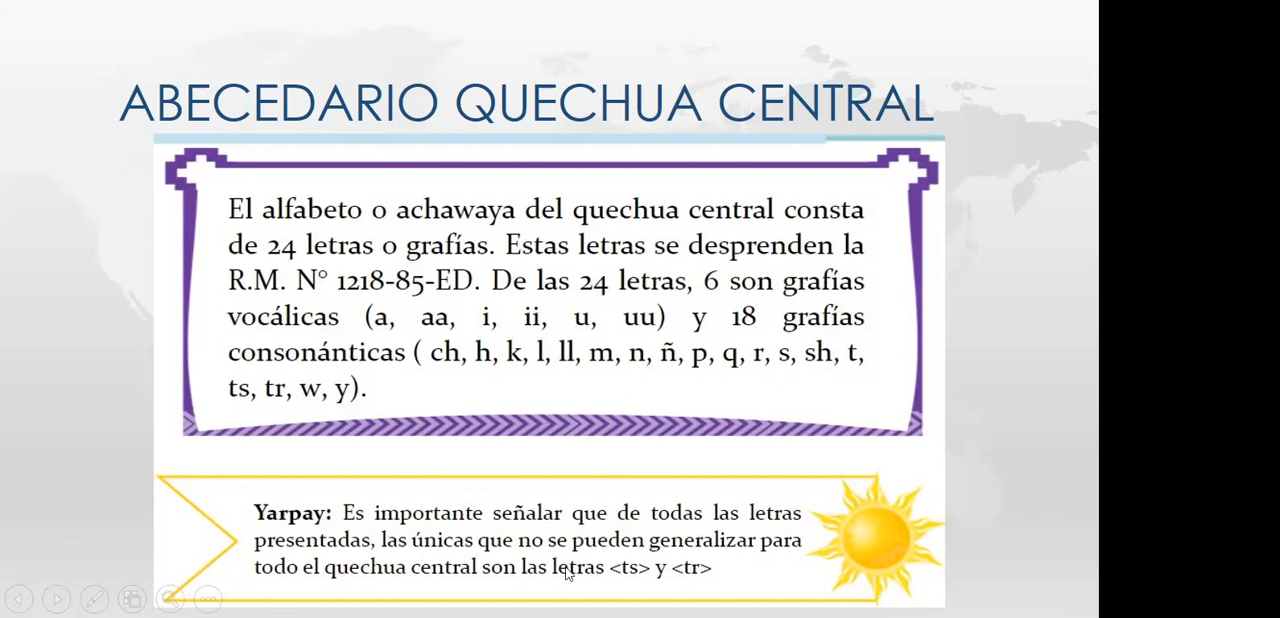 ABECEDARIO QUECHUA CENTRAL
El alfabeto o achawaya del quechua central consta
de 24 letras o grafías. Estas letras se desprenden la
R.M. N° 1218-85-ED. De las 24 letras, 6 son grafías
vocálicas (a, aa, i, ii, u, uu) y 18 grafías
consonánticas ( ch, h, k, l, ll, m, n, ñ, p, q, r, s, sh, t,
ts, tr, w, y).
Yarpay: Es importante señalar que de todas las letras
presentadas, las únicas que no se pueden generalizar para
todo el quechua central son las letras <ts> y <tr>